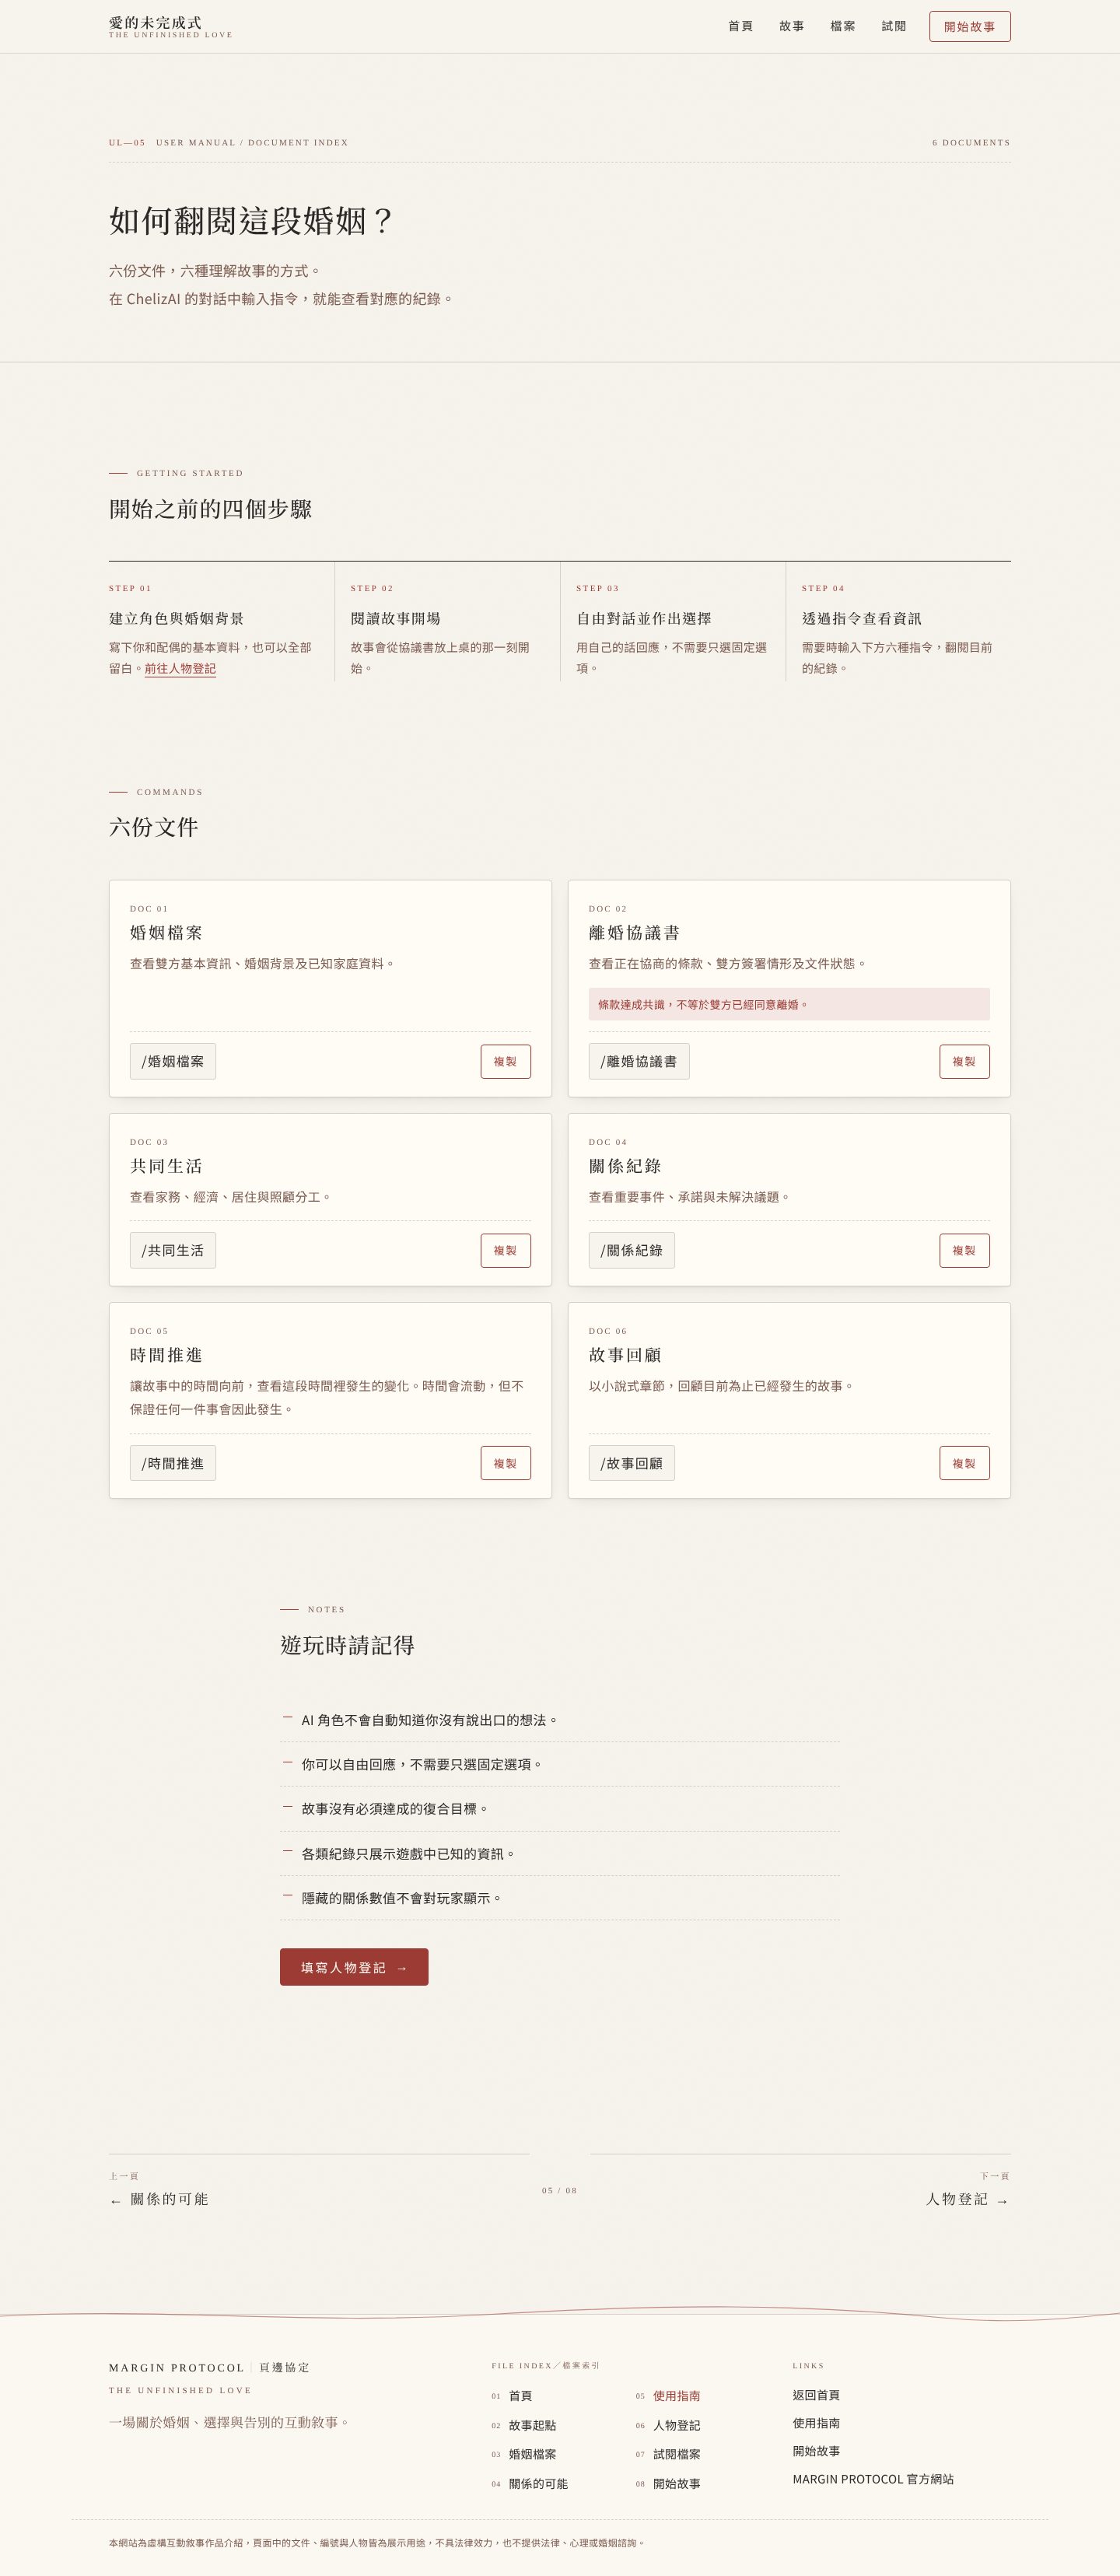 愛的未完成式
THE UNFINISHED LOVE
首頁 故事 檔案 試閱 開始故事
UL—05 USER MANUAL / DOCUMENT INDEX
6 DOCUMENTS
如何翻閱這段婚姻？
六份文件，六種理解故事的方式。
在 ChelizAI 的對話中輸入指令，就能查看對應的紀錄。
GETTING STARTED
開始之前的四個步驟
STEP 01
建立角色與婚姻背景
寫下你和配偶的基本資料，也可以全部
留白。前往人物登記
STEP 02
閱讀故事開場
故事會從協議書放上桌的那一刻開
始。
STEP 03
自由對話並作出選擇
用自己的話回應，不需要只選固定選
項。
STEP 04
透過指令查看資訊
需要時輸入下方六種指令，翻閱目前
的紀錄。
COMMANDS
六份文件
DOC 01
婚姻檔案
查看雙方基本資訊、婚姻背景及已知家庭資料。
/婚姻檔案
複製
DOC 02
離婚協議書
查看正在協商的條款、雙方簽署情形及文件狀態。
條款達成共識，不等於雙方已經同意離婚。
/離婚協議書
複製
DOC 03
共同生活
查看家務、經濟、居住與照顧分工。
/共同生活
複製
DOC 04
關係紀錄
查看重要事件、承諾與未解決議題。
/關係紀錄
複製
DOC 05
時間推進
讓故事中的時間向前，查看這段時間裡發生的變化。時間會流動，但不
保證任何一件事會因此發生。
/時間推進
複製
DOC 06
故事回顧
以小說式章節，回顧目前為止已經發生的故事。
/故事回顧
複製
NOTES
遊玩時請記得
AI 角色不會自動知道你沒有說出口的想法。
你可以自由回應，不需要只選固定選項。
故事沒有必須達成的復合目標。
各類紀錄只展示遊戲中已知的資訊。
隱藏的關係數值不會對玩家顯示。
填寫人物登記 →
上一頁
← 關係的可能
05 / 08
下一頁
人物登記 →
MARGIN PROTOCOL 頁邊協定
THE UNFINISHED LOVE
一場關於婚姻、選擇與告別的互動敘事。
FILE INDEX／檔案索引
01 首頁
02 故事起點
03 婚姻檔案
04 關係的可能
05 使用指南
06 人物登記
07 試閱檔案
08 開始故事
LINKS
返回首頁
使用指南
開始故事
MARGIN PROTOCOL 官方網站
本網站為虛構互動敘事作品介紹，頁面中的文件、編號與人物皆為展示用途，不具法律效力，也不提供法律、心理或婚姻諮詢。